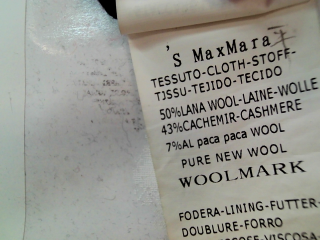 'S MaxMara
TESSUTO-CLOTH-STOFF-
TJSSU-TEJIDO-TECIDO
50%LANA WOOL-LAINE-WOLLE
43%CACHEMIR-CASHMERE
7%AL paca paca WOOL
PURE NEW WOOL
WOOLMARK
FODERA-LINING-FUTTER-
DOUBLURE-FORRO
VISCOSA-